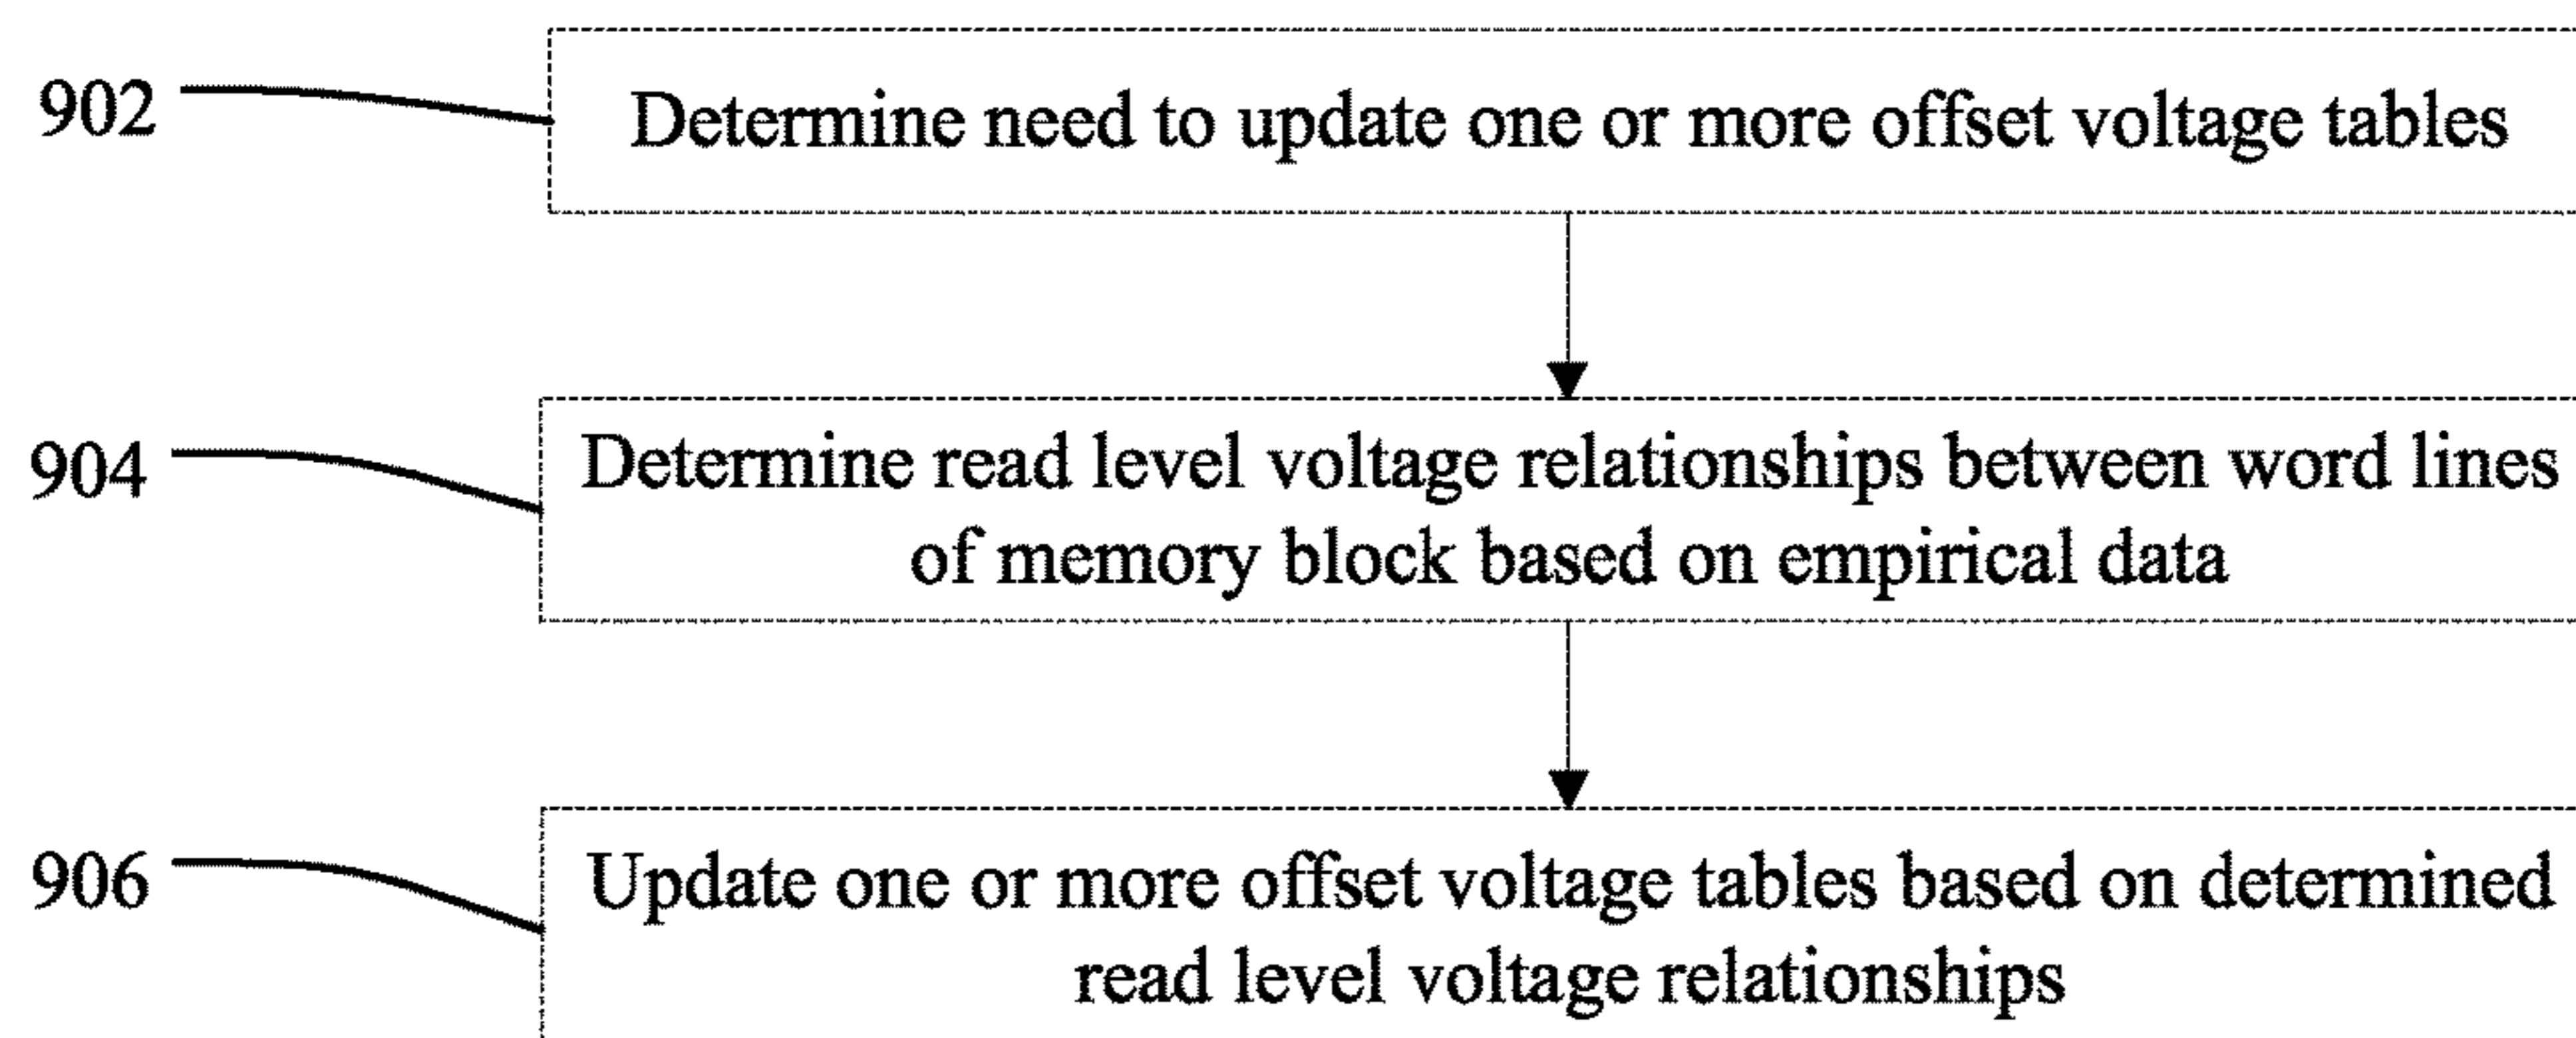 902
Determine need to update one or more offset voltage tables
904
Determine read level voltage relationships between word lines
of memory block based on empirical data
906
Update one or more offset voltage tables based on determined
read level voltage relationships